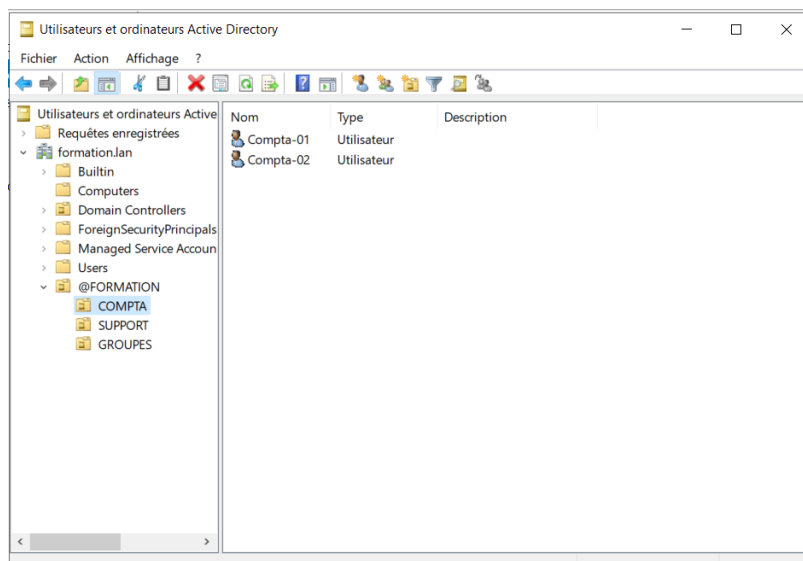 Utilisateurs et ordinateurs Active Directory
Fichier Action Affichage ?
Utilisateurs et ordinateurs Active
Requêtes enregistrées
formation.lan
Builtin
Computers
Domain Controllers
ForeignSecurityPrincipals
Managed Service Accoun
Users
@FORMATION
COMPTA
SUPPORT
GROUPES
Nom Type Description
Compta-01 Utilisateur
Compta-02 Utilisateur